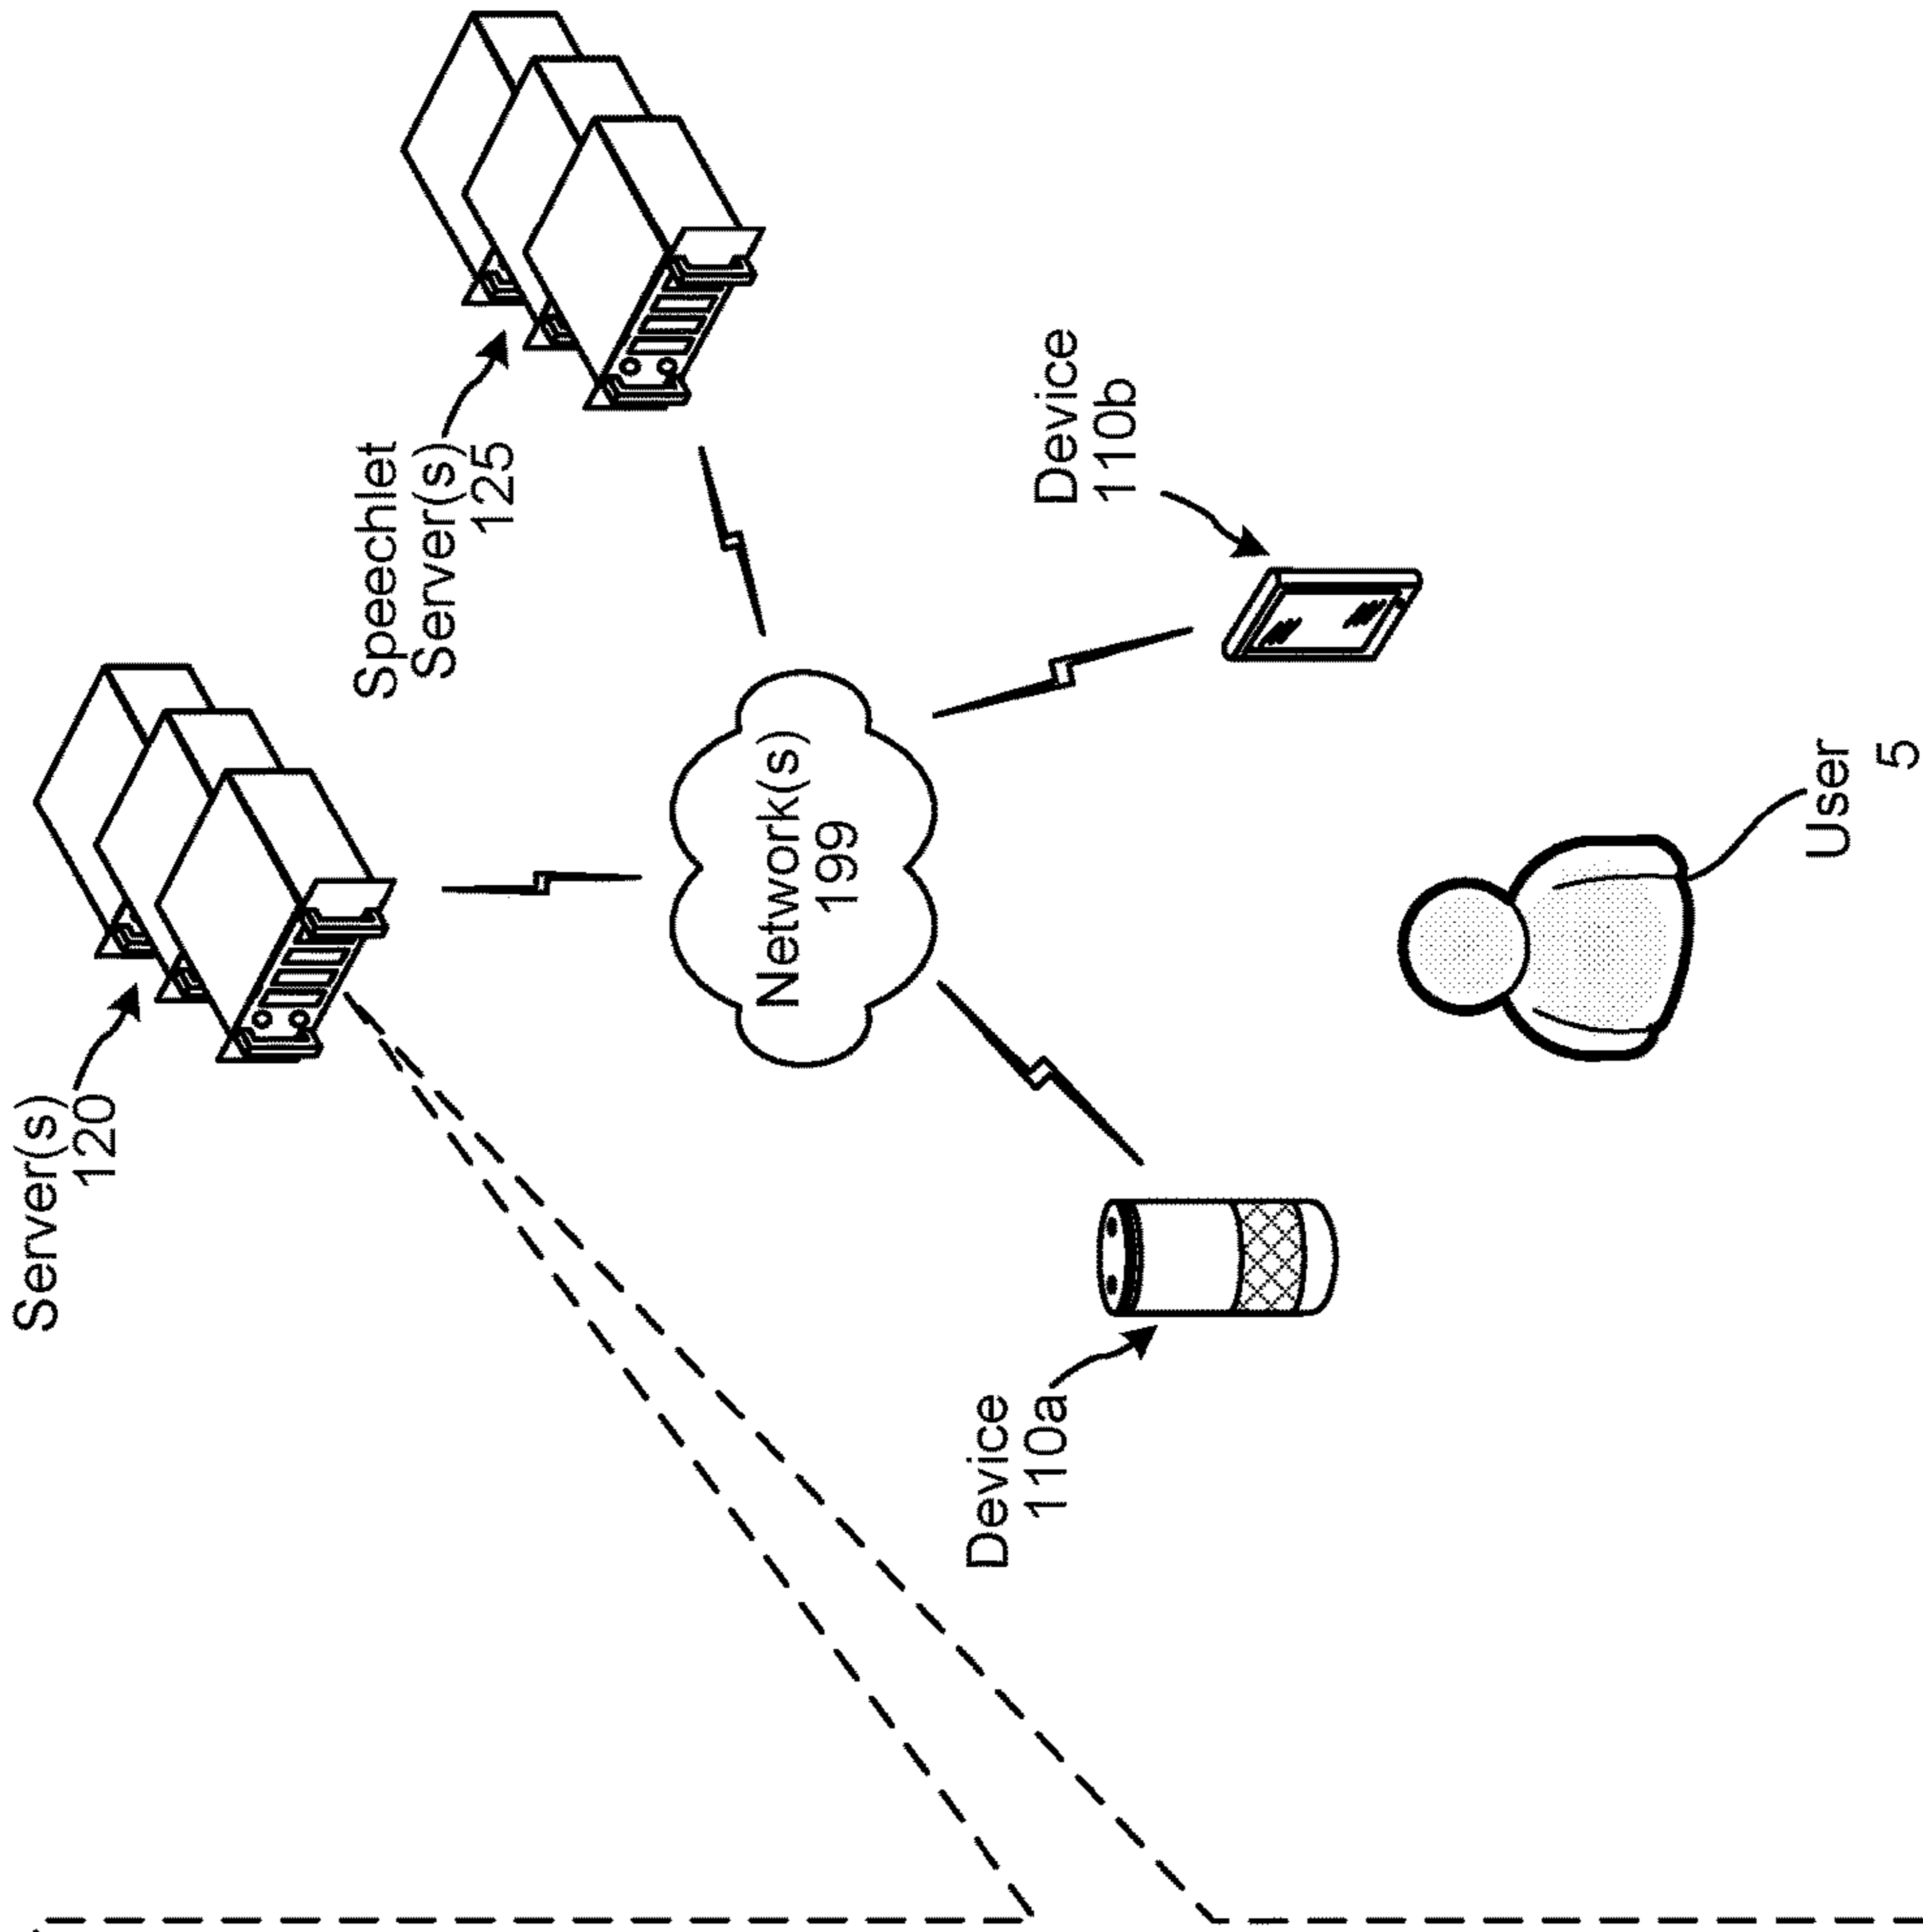 Server(s)
120
Speechlet
Server(s)
125
Network(s)
199
Device
110a
Device
110b
User
5